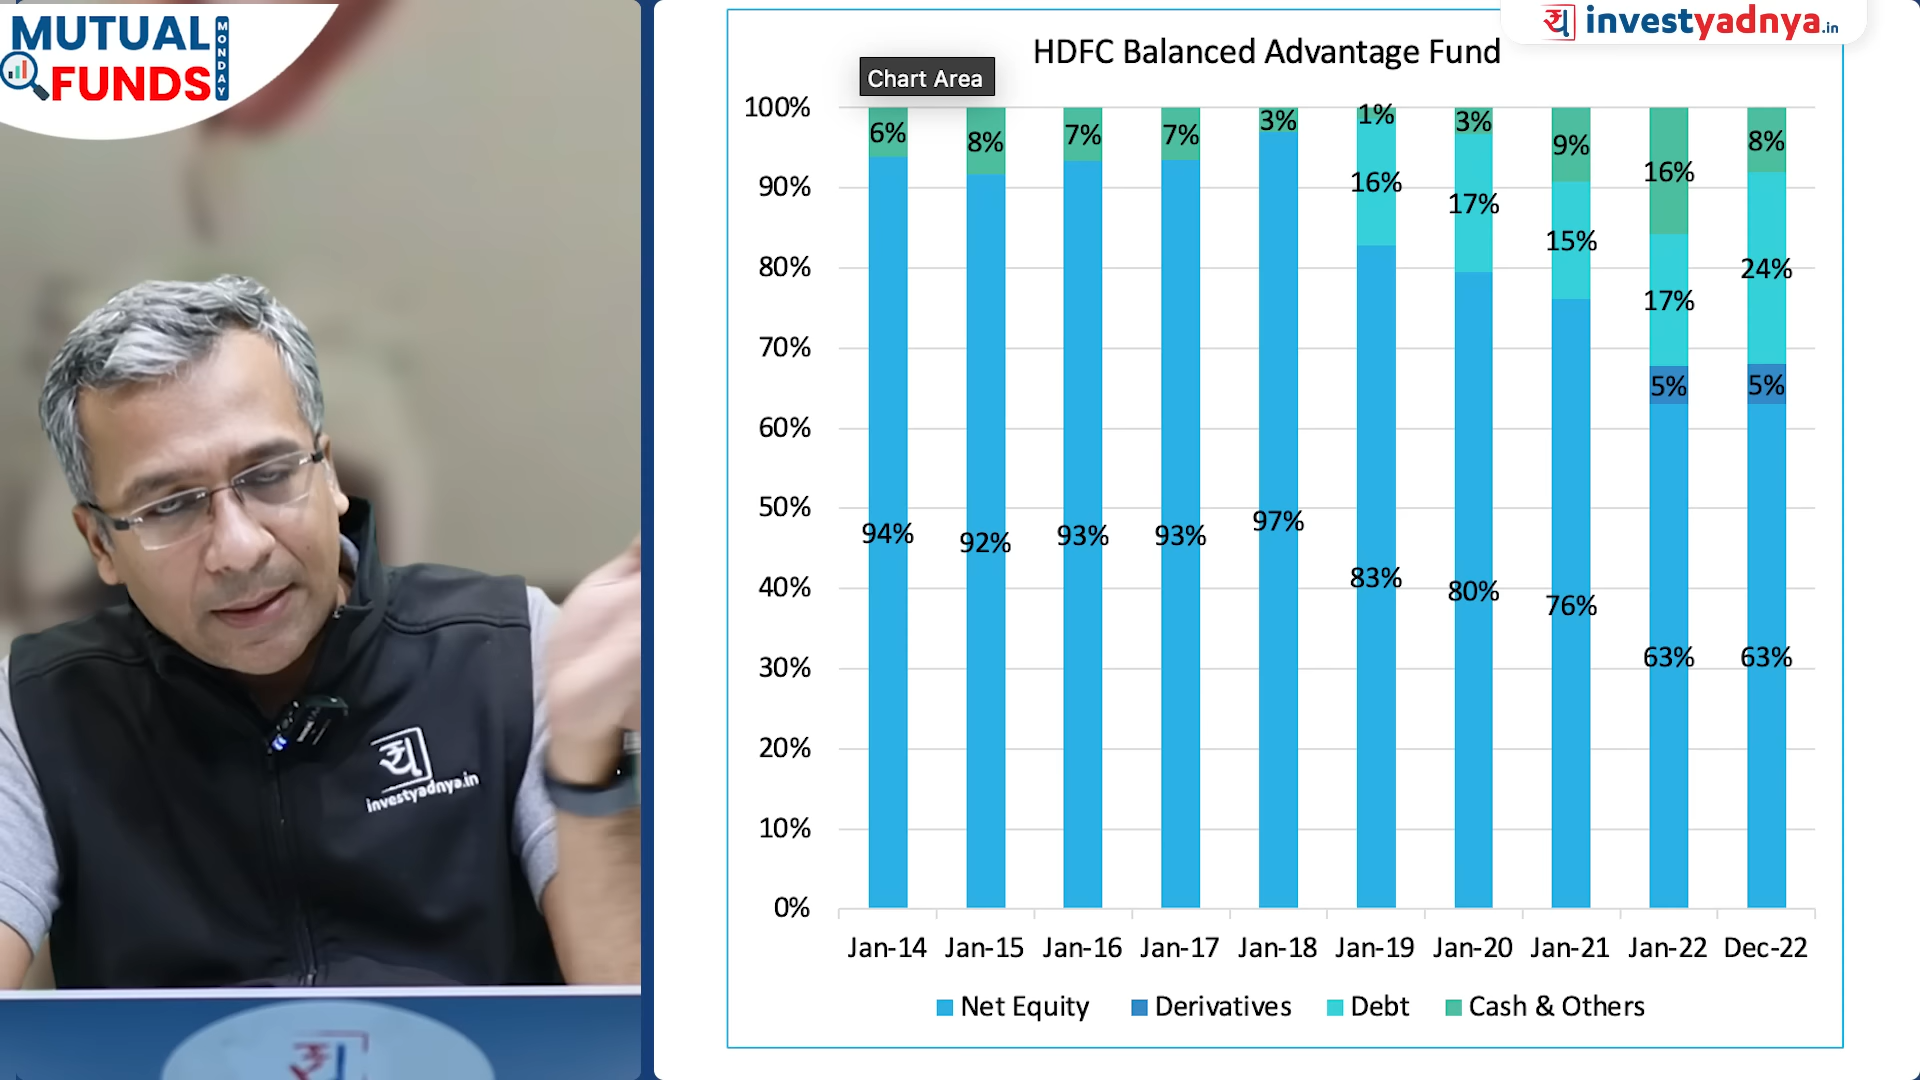 MUTUAL
FUNDS
MONDAY
investyadnya.in
HDFC Balanced Advantage Fund
Chart Area
100%
90%
80%
70%
60%
50%
40%
30%
20%
10%
0%
6% 8% 7% 7% 3% 1% 3% 9% 16% 8%
16% 17% 15% 17% 24%
5% 5%
94% 92% 93% 93% 97% 83% 80% 76% 63% 63%
Jan-14 Jan-15 Jan-16 Jan-17 Jan-18 Jan-19 Jan-20 Jan-21 Jan-22 Dec-22
Net Equity Derivatives Debt Cash & Others
investyadnya.in